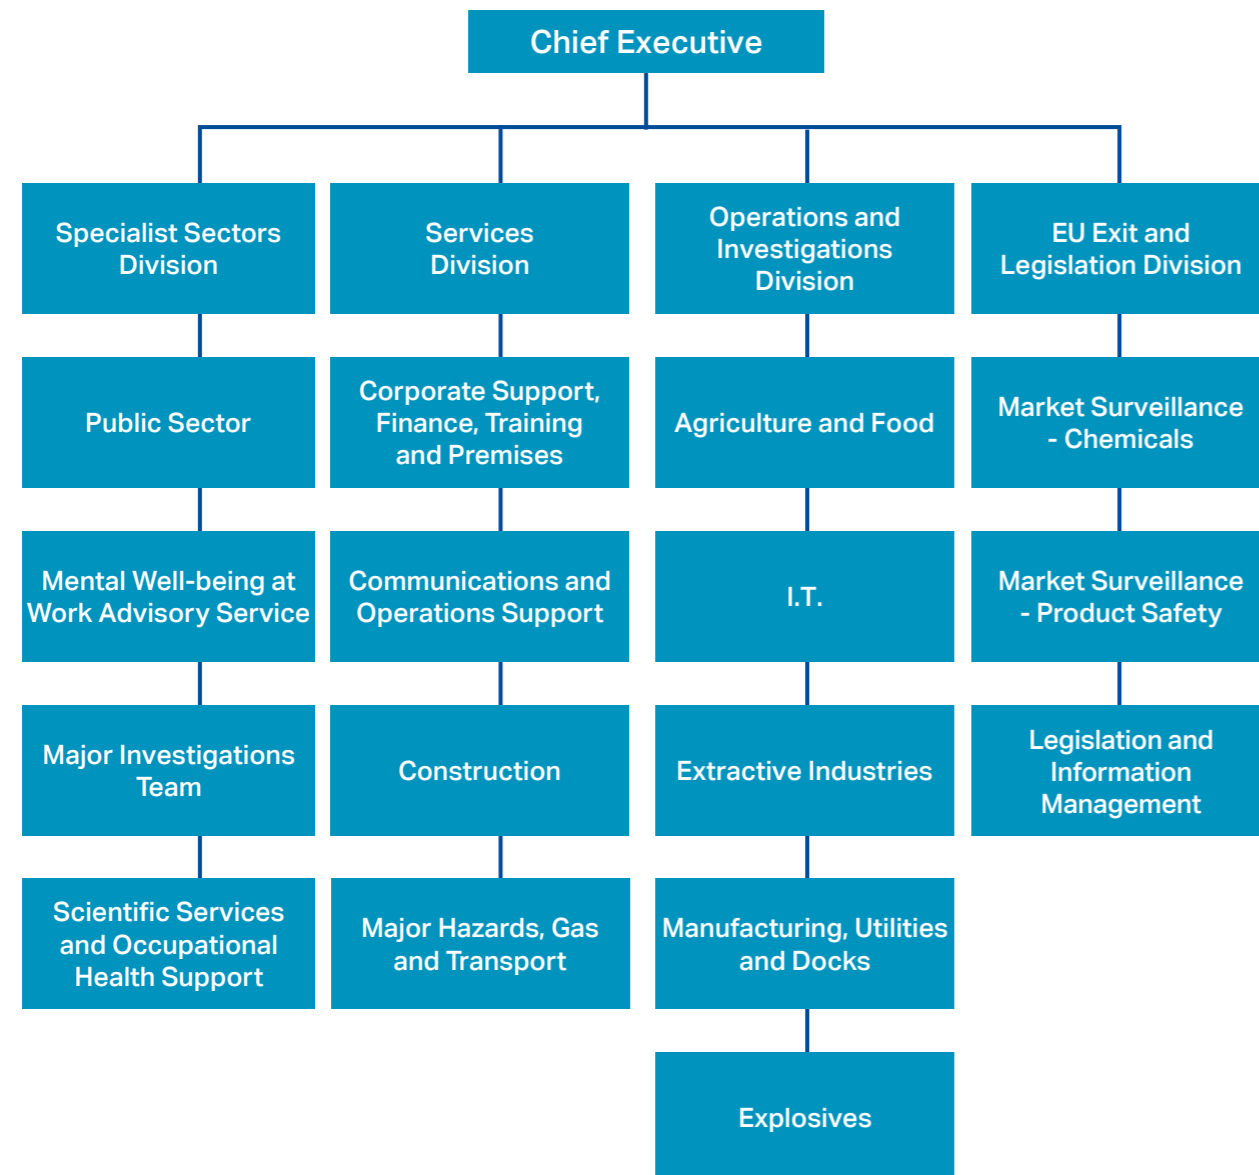 Chief Executive
Specialist Sectors
Division
Services
Division
Operations and
Investigations
Division
EU Exit and
Legislation Division
Public Sector
Corporate Support,
Finance, Training
and Premises
Agriculture and Food
Market Surveillance
- Chemicals
Mental Well-being at
Work Advisory Service
Communications and
Operations Support
I.T.
Market Surveillance
- Product Safety
Major Investigations
Team
Construction
Extractive Industries
Legislation and
Information
Management
Scientific Services
and Occupational
Health Support
Major Hazards, Gas
and Transport
Manufacturing, Utilities
and Docks
Explosives